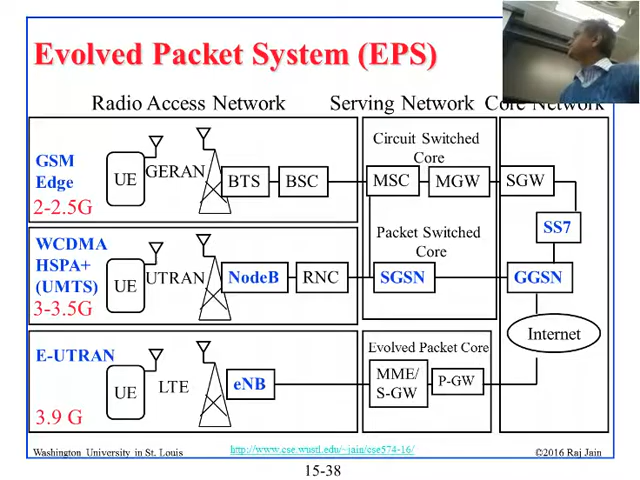 Evolved Packet System (EPS)
Radio Access Network
Serving Network
Core Network
GSM
Edge
2-2.5G
UE
GERAN
BTS
BSC
Circuit Switched
Core
MSC
MGW
SGW
SS7
WCDMA
HSPA+
(UMTS)
3-3.5G
UE
UTRAN
NodeB
RNC
Packet Switched
Core
SGSN
GGSN
Internet
E-UTRAN
3.9 G
UE
LTE
eNB
Evolved Packet Core
MME/
S-GW
P-GW
Washington University in St. Louis
http://www.cse.wustl.edu/~jain/cse574-16/
©2016 Raj Jain
15-38